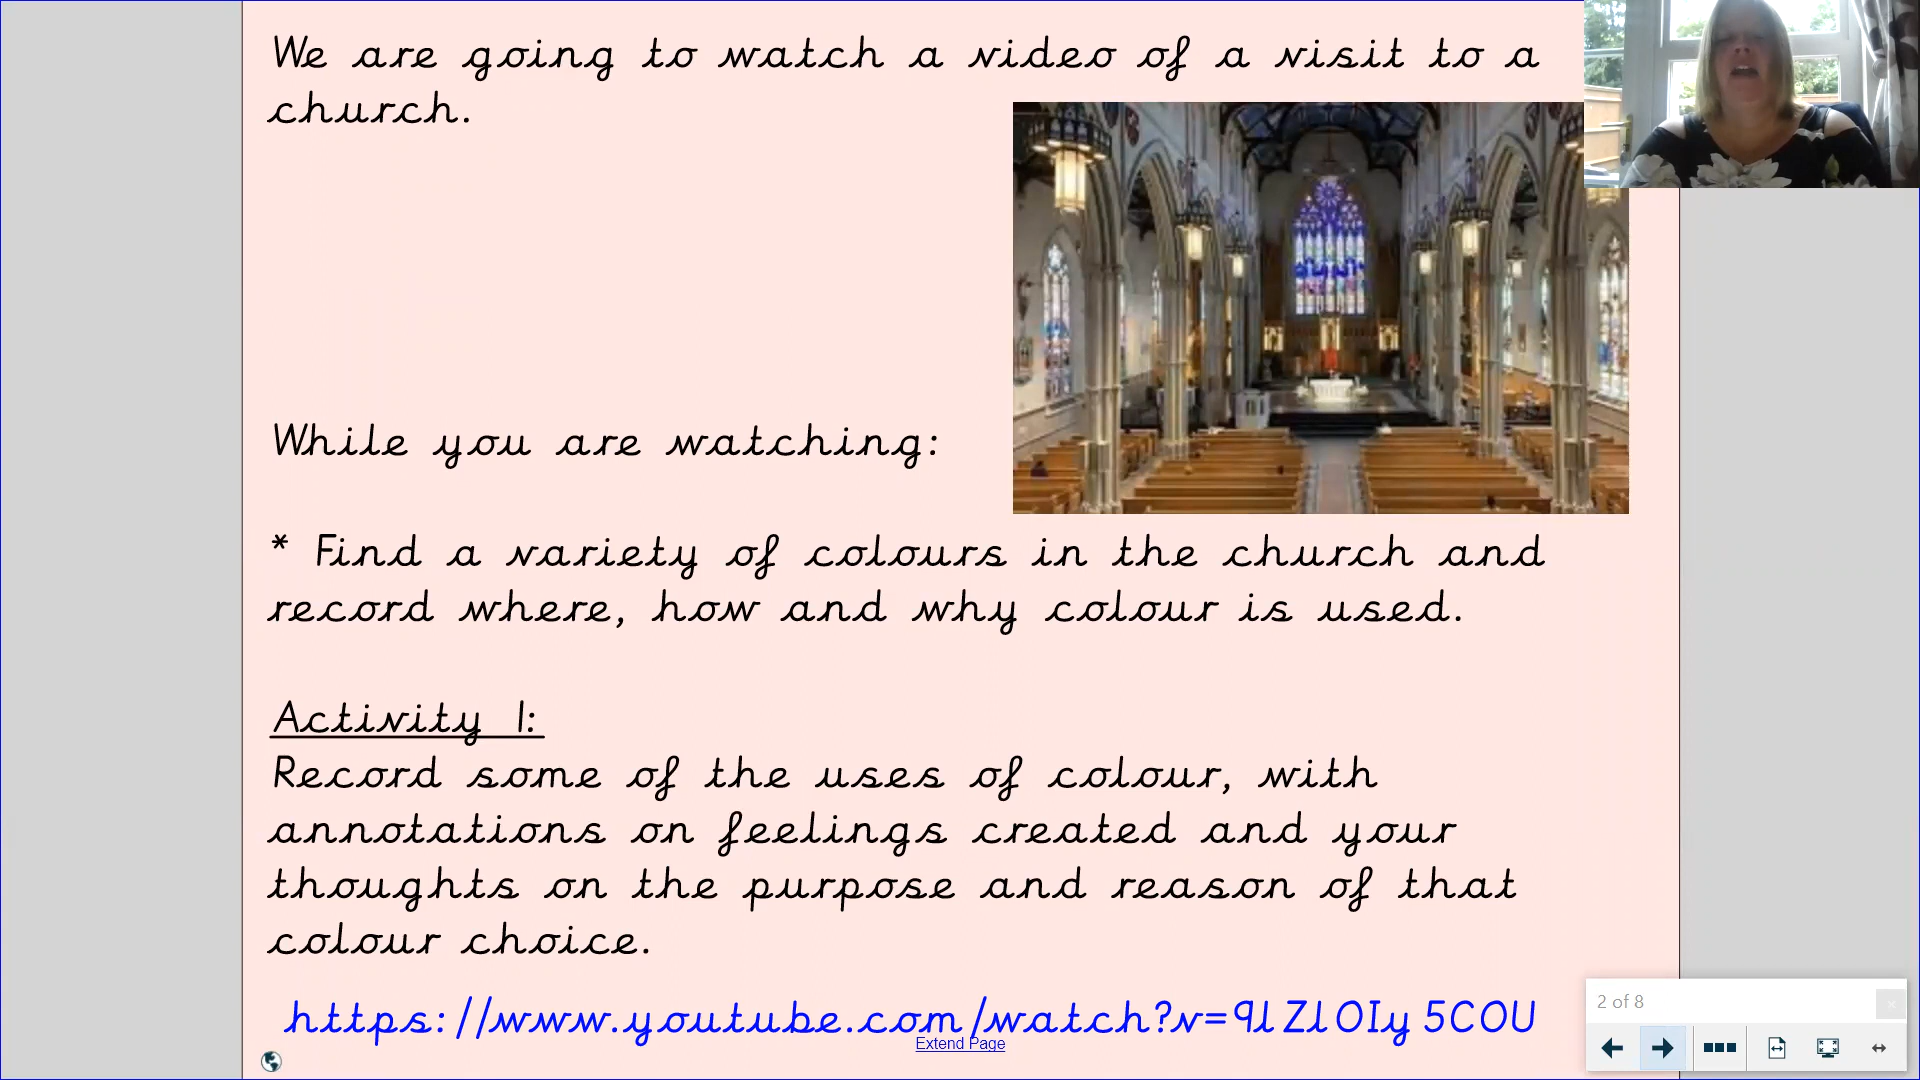 We are going to watch a video of a visit to a
church.
While you are watching:
* Find a variety of colours in the church and
record where, how and why colour is used.
Activity 1:
Record some of the uses of colour, with
annotations on feelings created and your
thoughts on the purpose and reason of that
colour choice.
https://www.youtube.com/watch?v=9lZlOIy5COU
Extend Page
2 of 8